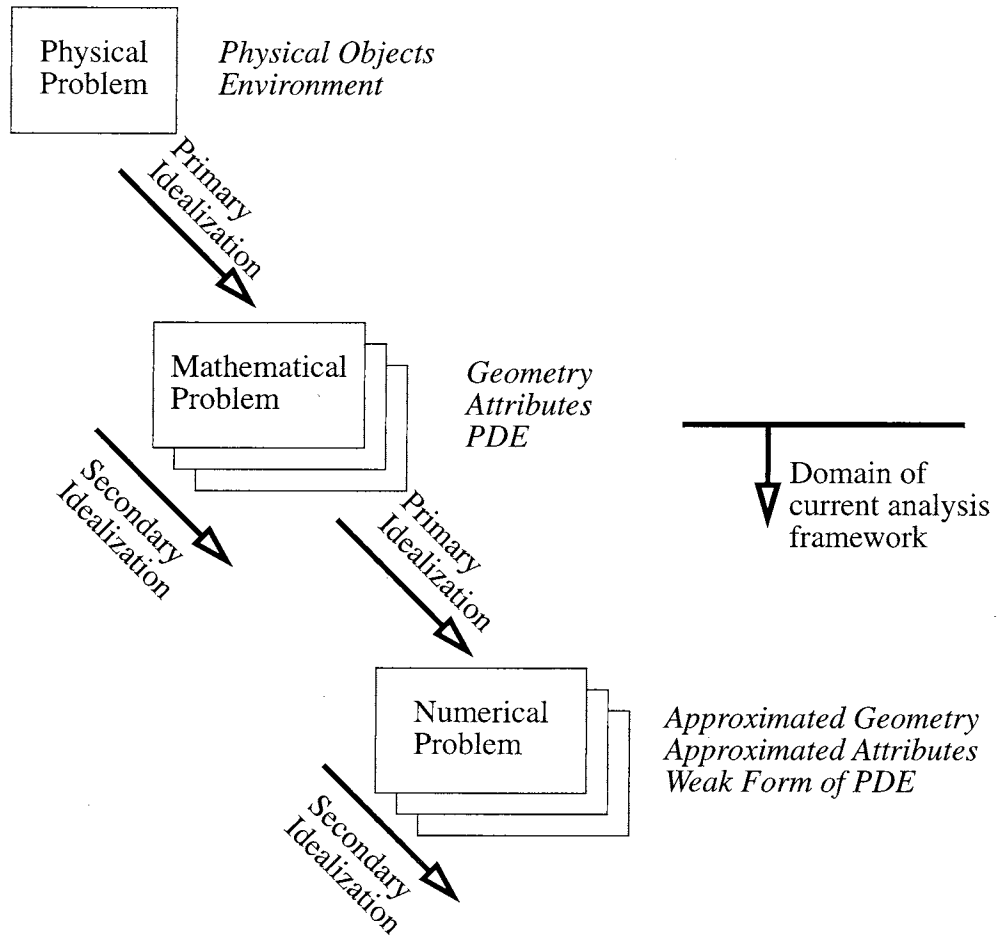 Physical
Problem
Physical Objects
Environment
Primary
Idealization
Mathematical
Problem
Geometry
Attributes
PDE
Secondary
Idealization
Primary
Idealization
Domain of
current analysis
framework
Numerical
Problem
Approximated Geometry
Approximated Attributes
Weak Form of PDE
Secondary
Idealization